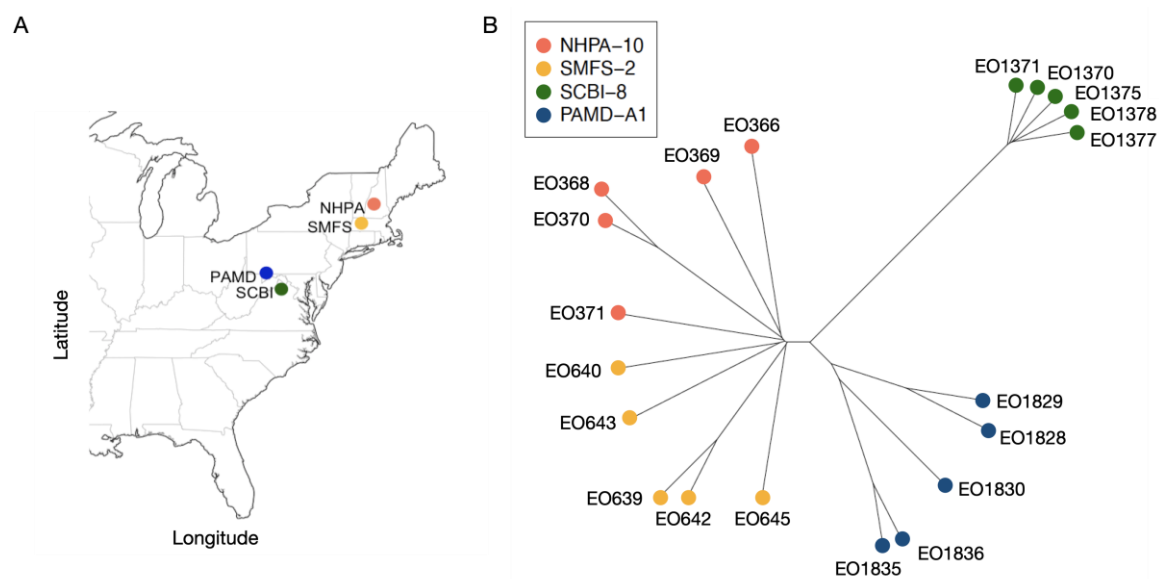 A
NHPA
SMFS
PAMD
SCBI
Latitude
Longitude
B
NHPA-10
SMFS-2
SCBI-8
PAMD-A1
EO1371
EO1370
EO1375
EO1378
EO1377
EO366
EO369
EO368
EO370
EO371
EO640
EO643
EO639
EO642
EO645
EO1829
EO1828
EO1830
EO1836
EO1835